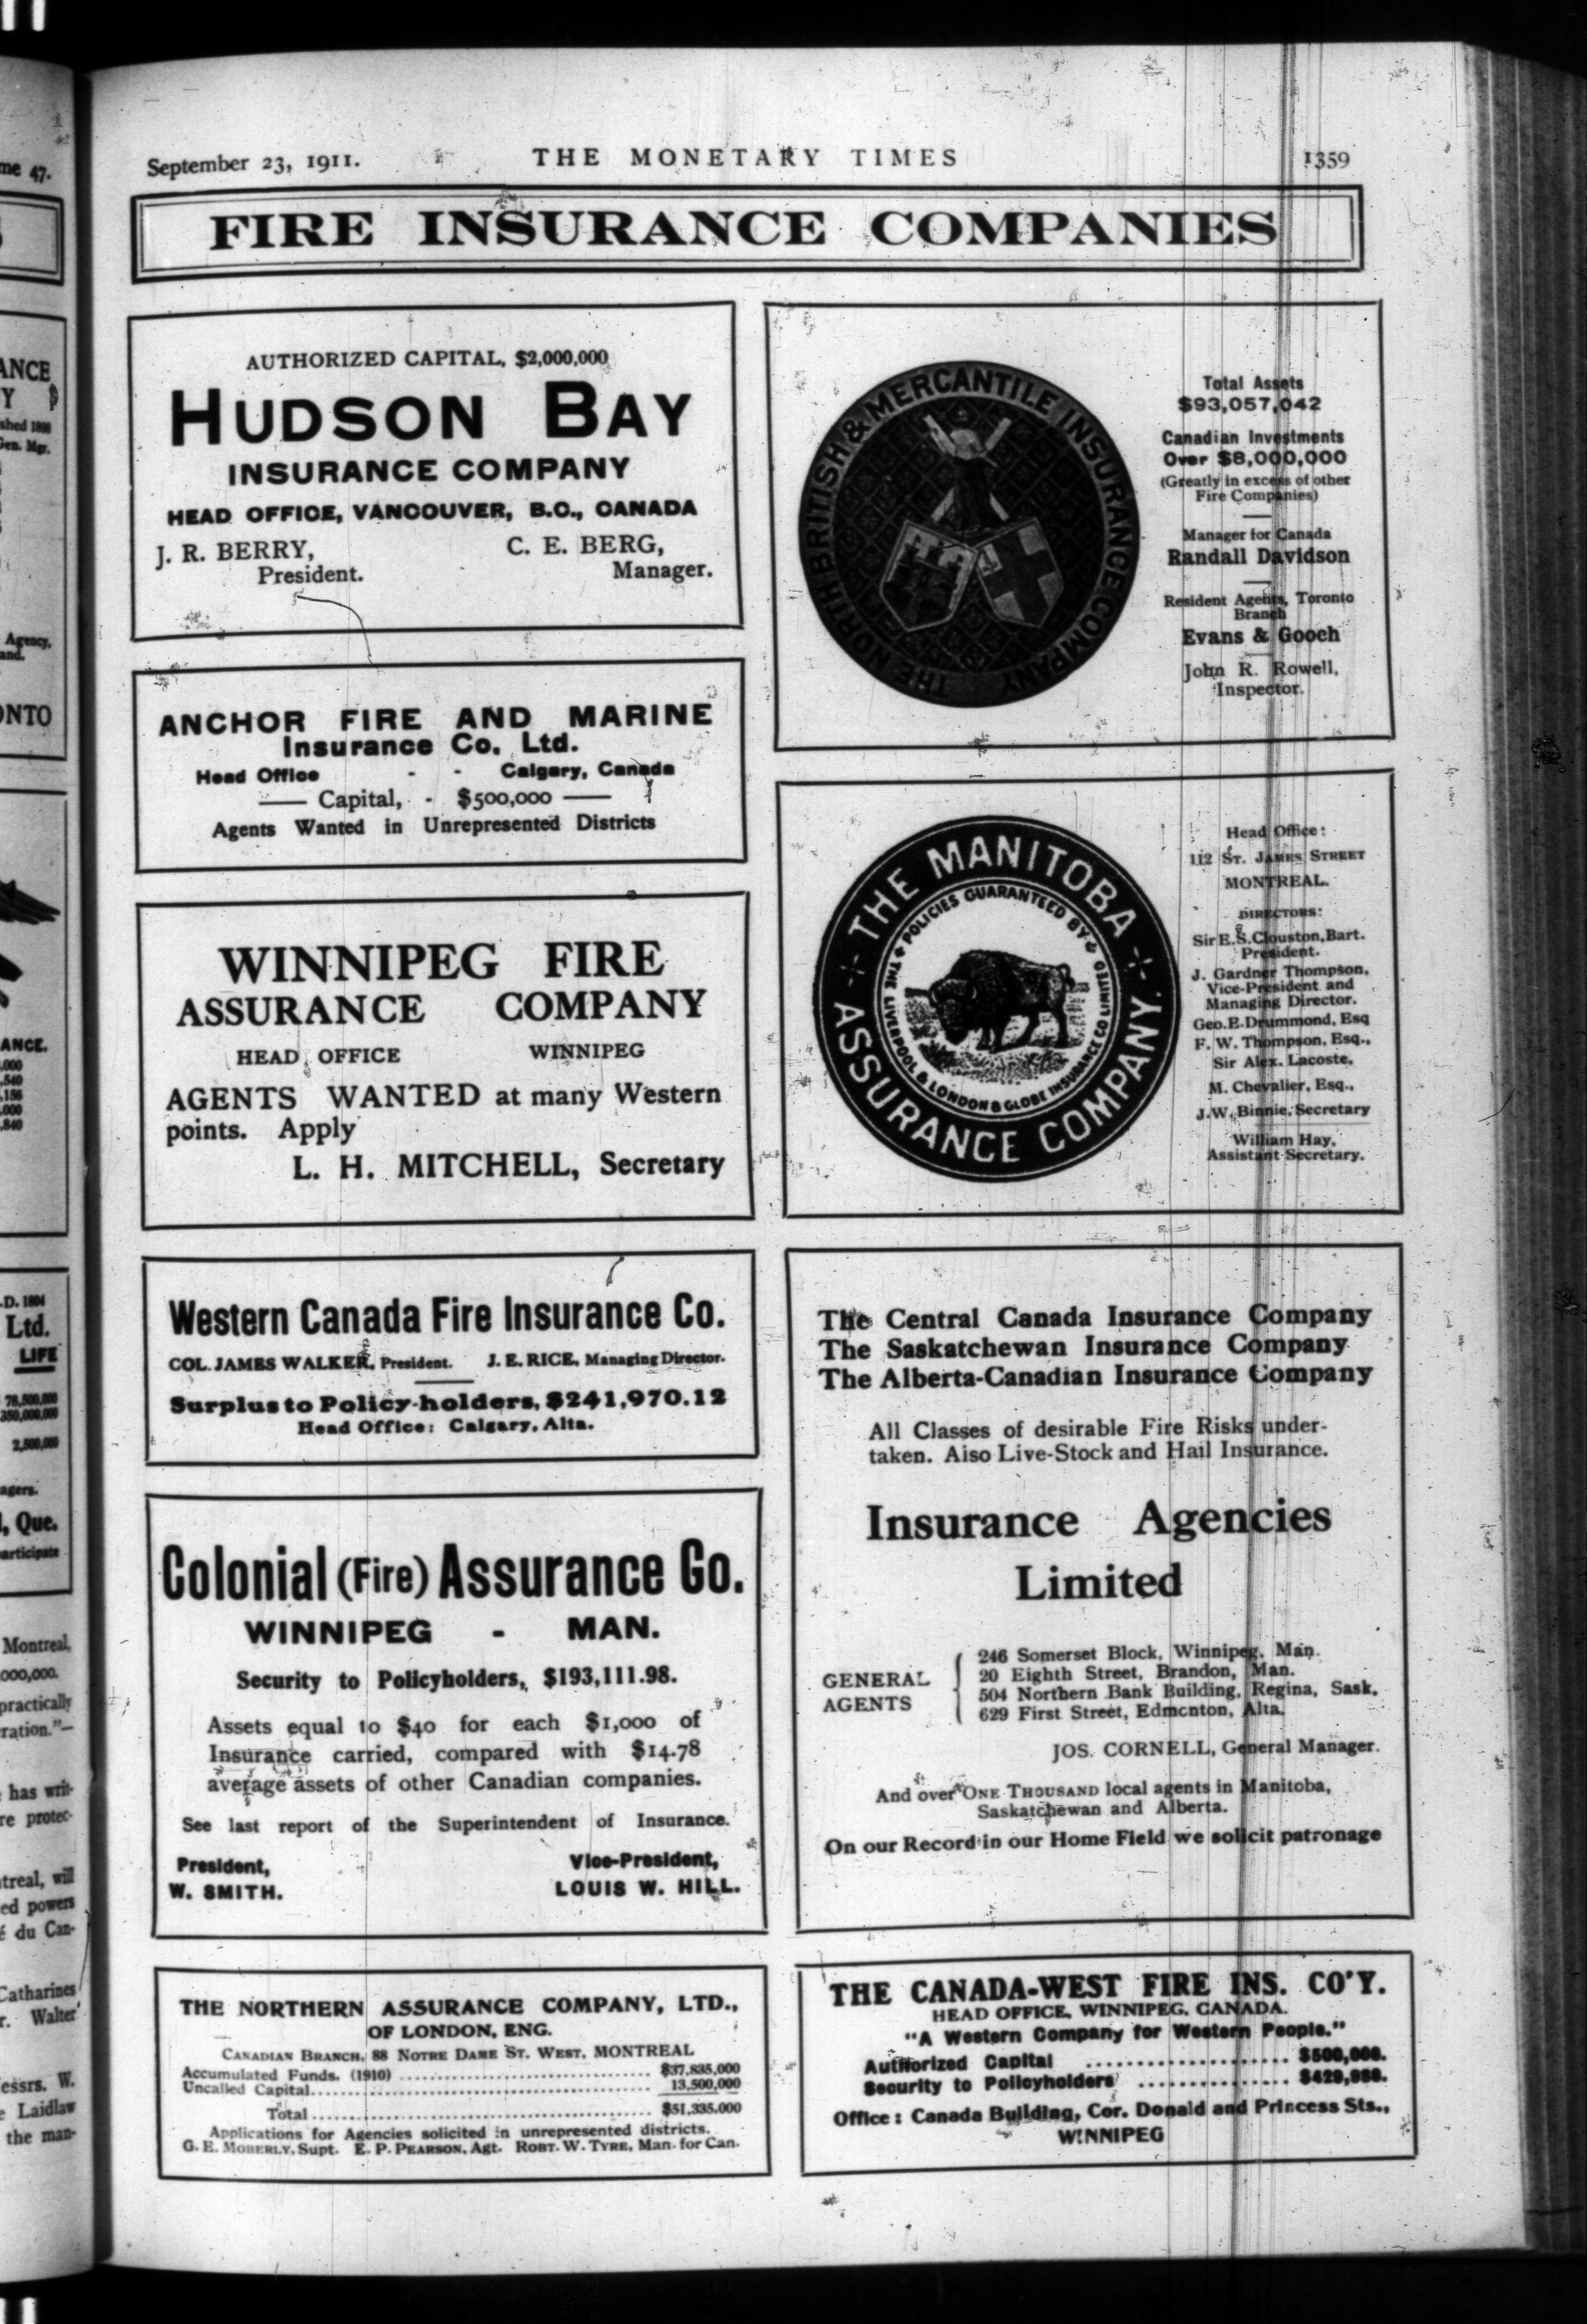 September 23, 1911.
THE MONETARY TIMES
1359
FIRE INSURANCE COMPANIES
AUTHORIZED CAPITAL, $2,000,000
HUDSON BAY
INSURANCE COMPANY
HEAD OFFICE, VANCOUVER, B.C., CANADA
J. R. BERRY,
President.
C. E. BERG,
Manager.
ANCHOR FIRE AND MARINE
Insurance Co. Ltd.
Head Office - - Calgary, Canada
Capital, - $500,000
Agents Wanted in Unrepresented Districts
WINNIPEG FIRE
ASSURANCE COMPANY
HEAD OFFICE WINNIPEG
AGENTS WANTED at many Western
points. Apply
L. H. MITCHELL, Secretary
Western Canada Fire Insurance Co.
COL. JAMES WALKER, President. J. E. RICE, Managing Director.
Surplus to Policy-holders, $241,970.12
Head Office: Calgary, Alta.
Colonial (Fire) Assurance Co.
WINNIPEG - MAN.
Security to Policyholders, $193,111.98.
Assets equal to $40 for each $1,000 of
Insurance carried, compared with $14.78
average assets of other Canadian companies.
See last report of the Superintendent of Insurance.
President,
W. SMITH.
Vice-President,
LOUIS W. HILL.
THE NORTHERN ASSURANCE COMPANY, LTD.,
OF LONDON, ENG.
CANADIAN BRANCH, 88 NOTRE DAME ST. WEST, MONTREAL
Accumulated Funds, (1910) .......... $37,835,000
Uncalled Capital .......... 13,500,000
Total .......... $51,335,000
Applications for Agencies solicited in unrepresented districts.
G. E. MOBERLY, Supt. E. P. PEARSON, Agt. ROBT. W. TYRE, Man. for Can.
THE NORTH BRITISH & MERCANTILE INSURANCE COMPANY
Total Assets
$93,057,042
Canadian Investments
Over $8,000,000
(Greatly in excess of other
Fire Companies)
Manager for Canada
Randall Davidson
Resident Agents, Toronto
Branch
Evans & Gooch
John R. Rowell,
Inspector.
THE MANITOBA
ASSURANCE COMPANY.
POLICIES GUARANTEED BY
THE LIVERPOOL & LONDON & GLOBE INSURANCE CO LIMITED
Head Office:
112 ST. JAMES STREET
MONTREAL.
DIRECTORS:
Sir E. S. Clouston, Bart.
President.
J. Gardner Thompson,
Vice-President and
Managing Director.
Geo. E. Drummond, Esq
F. W. Thompson, Esq.,
Sir Alex. Lacoste,
M. Chevalier, Esq.,
J. W. Binnie, Secretary
William Hay,
Assistant Secretary.
The Central Canada Insurance Company
The Saskatchewan Insurance Company
The Alberta-Canadian Insurance Company
All Classes of desirable Fire Risks under-
taken. Also Live-Stock and Hail Insurance.
Insurance Agencies
Limited
GENERAL
AGENTS
246 Somerset Block, Winnipeg, Man.
20 Eighth Street, Brandon, Man.
504 Northern Bank Building, Regina, Sask.
629 First Street, Edmonton, Alta.
JOS. CORNELL, General Manager.
And over ONE THOUSAND local agents in Manitoba,
Saskatchewan and Alberta.
On our Record in our Home Field we solicit patronage
THE CANADA-WEST FIRE INS. CO'Y.
HEAD OFFICE, WINNIPEG, CANADA.
"A Western Company for Western People."
Authorized Capital .......... $500,000.
Security to Policyholders ..........
Office: Canada Building, Cor. Donald and Princess Sts.,
WINNIPEG